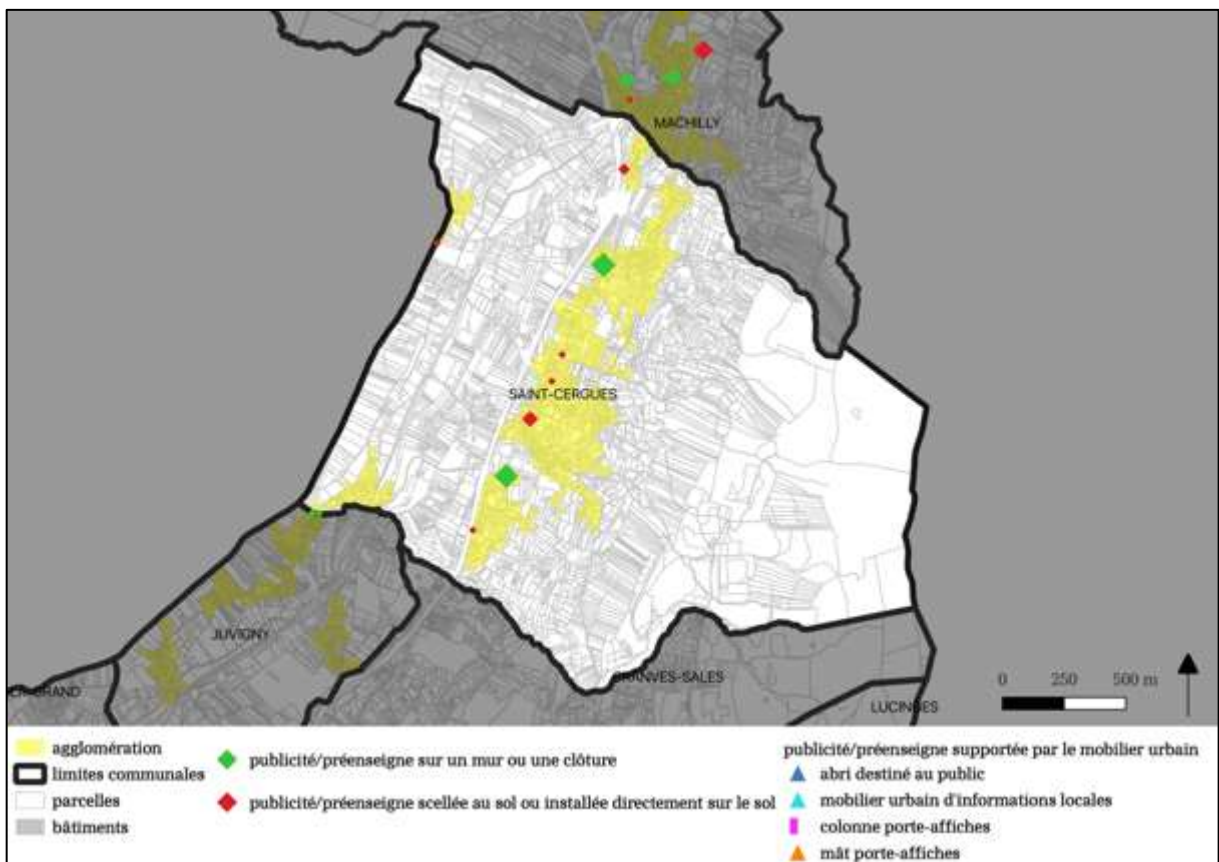 MACHILLY
SAINT-CERGUES
JUVIGNY
RANVES-SALES
LUCINGES
0 250 500 m
agglomération
limites communales
parcelles
bâtiments
publicité/préenseigne sur un mur ou une clôture
publicité/préenseigne scellée au sol ou installée directement sur le sol
publicité/préenseigne supportée par le mobilier urbain
abri destiné au public
mobilier urbain d'informations locales
colonne porte-affiches
mât porte-affiches